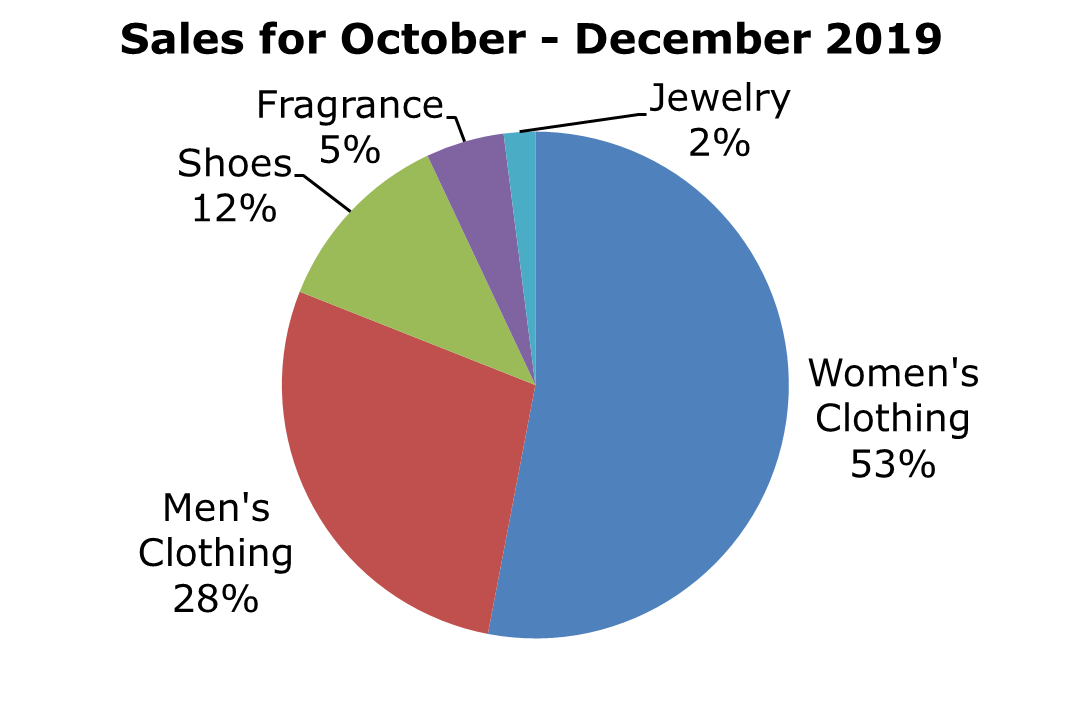 Sales for October - December 2019
Jewelry
2%
Fragrance
5%
Shoes
12%
Women's
Clothing
53%
Men's
Clothing
28%